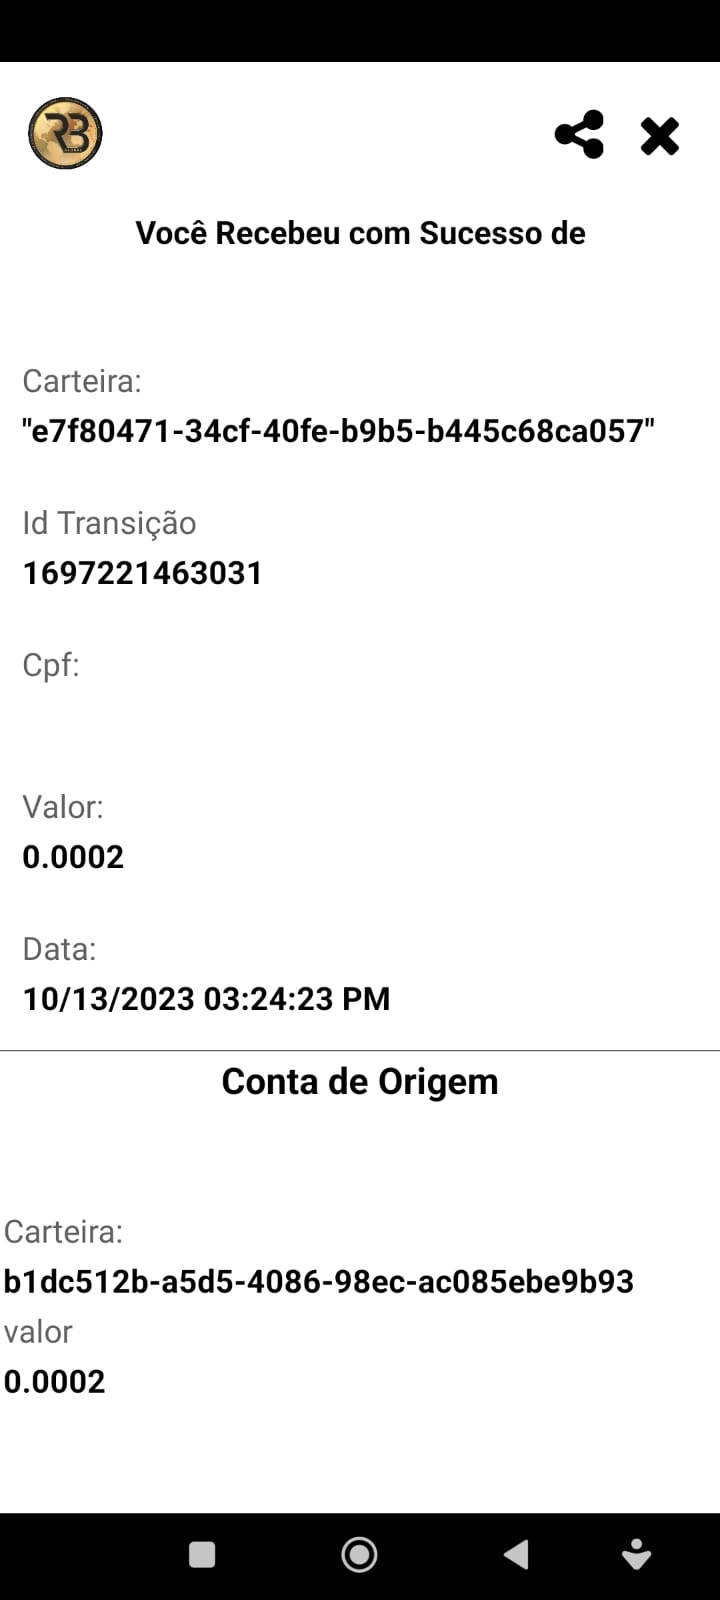 RB
Você Recebeu com Sucesso de
Carteira:
"e7f80471-34cf-40fe-b9b5-b445c68ca057"
Id Transição
1697221463031
Cpf:
Valor:
0.0002
Data:
10/13/2023 03:24:23 PM
Conta de Origem
Carteira:
b1dc512b-a5d5-4086-98ec-ac085ebe9b93
valor
0.0002